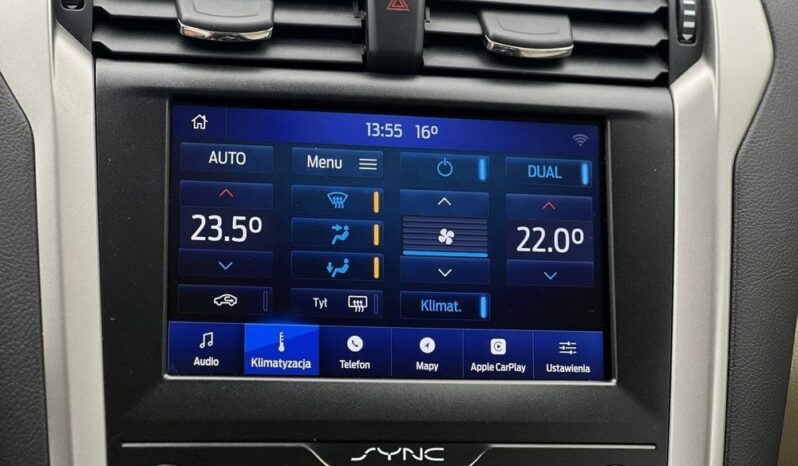 13:55 16º
AUTO
Menu
DUAL
23.5º
22.0º
Tył
Klimat.
Audio
Klimatyzacja
Telefon
Mapy
Apple CarPlay
Ustawienia
SYNC